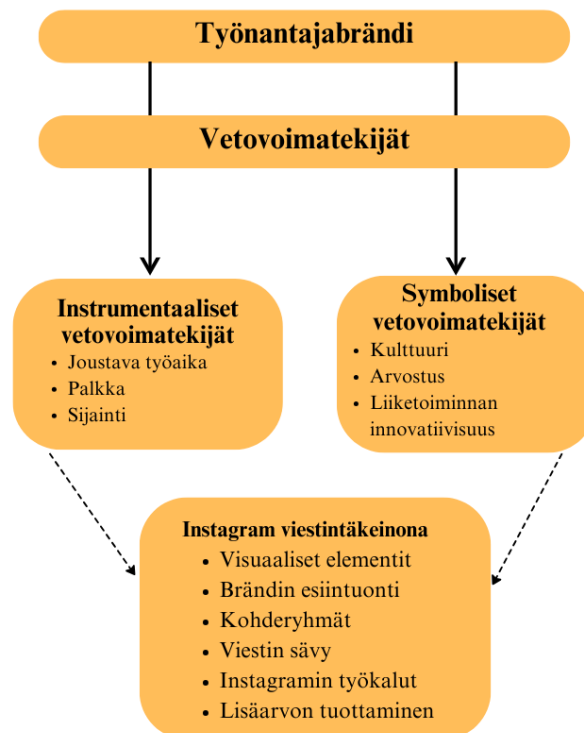 Työnantajabrändi
Vetovoimatekijät
Instrumentaaliset
vetovoimatekijät
• Joustava työaika
• Palkka
• Sijainti
Symboliset
vetovoimatekijät
• Kulttuuri
• Arvostus
• Liiketoiminnan
innovatiivisuus
Instagram viestintäkeinona
• Visuaaliset elementit
• Brändin esiintuonti
• Kohderyhmät
• Viestin sävy
• Instagramin työkalut
• Lisäarvon tuottaminen